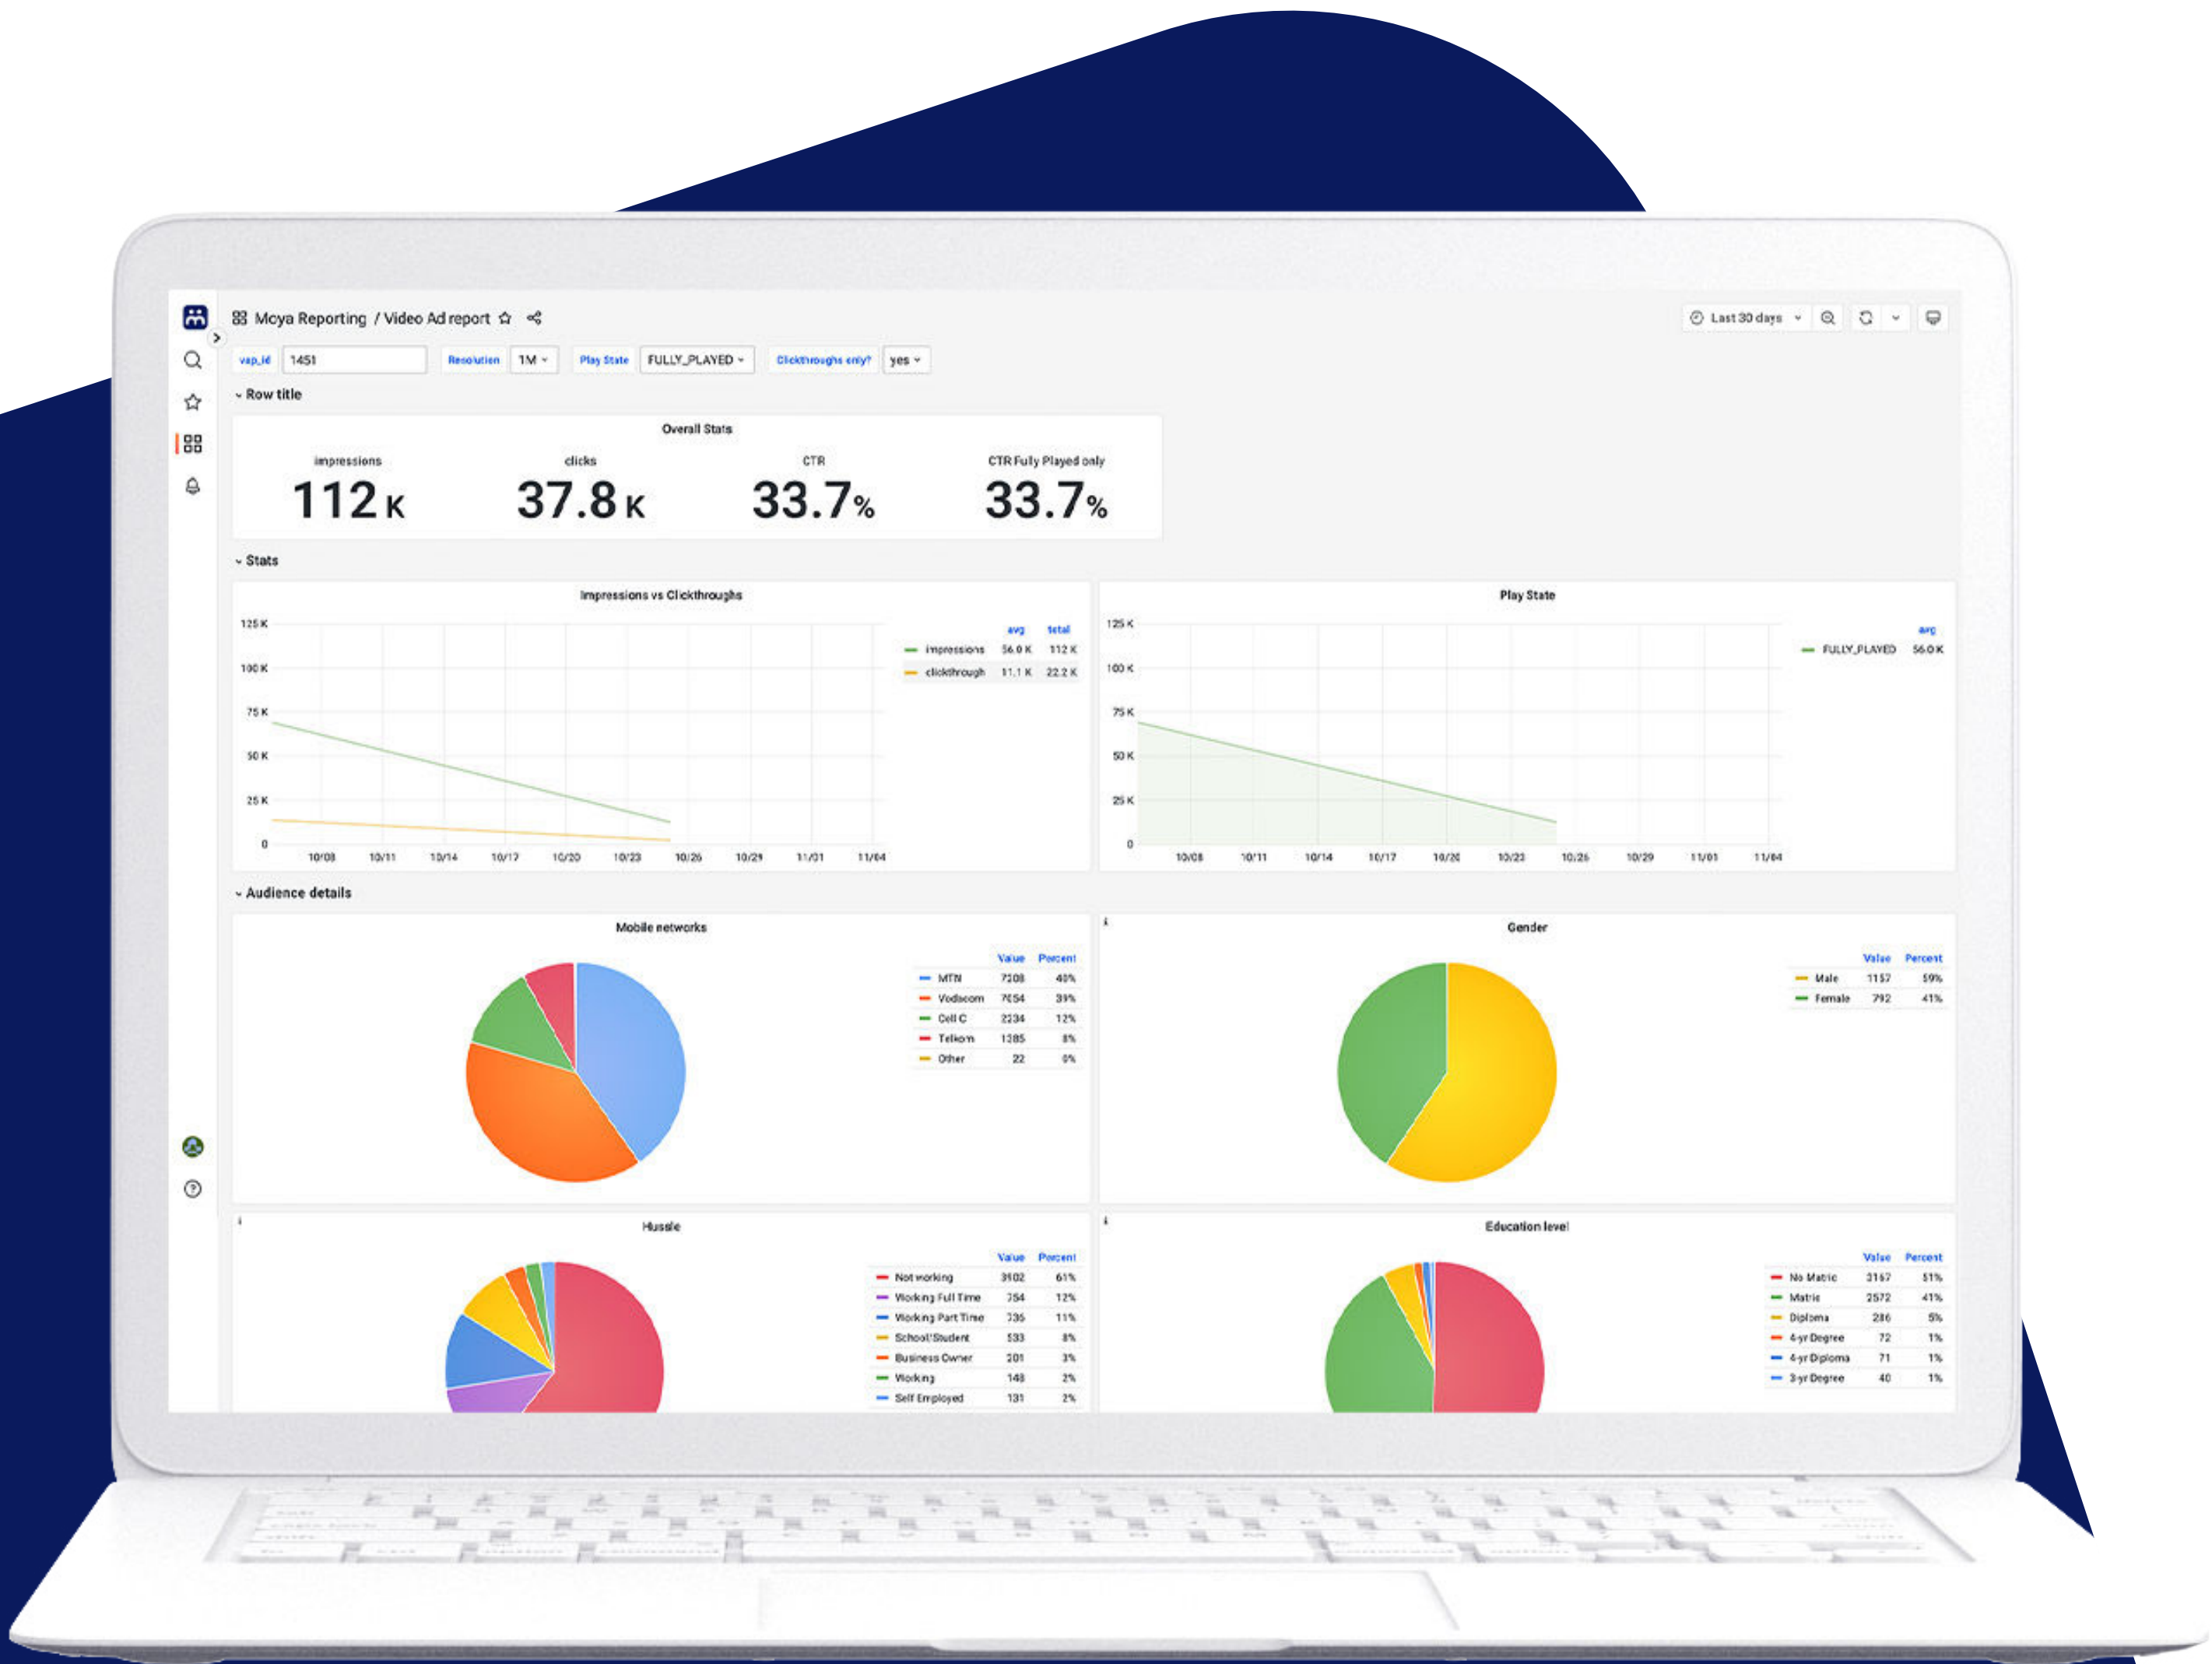 Moya Reporting / Video Ad report
Last 30 days
vap_id 1451 Resolution 1M Play State FULLY_PLAYED Clickthroughs only? yes
Row title
Overall Stats
impressions clicks CTR CTR Fully Played only
112 K 37.8 K 33.7% 33.7%
Stats
Impressions vs Clickthroughs
125 K
100 K
75 K
50 K
25 K
0
10/08 10/11 10/14 10/17 10/20 10/23 10/26 10/29 11/01 11/04
avg total
impressions 56.0 K 112 K
clickthrough 11.1 K 22.2 K
Play State
125 K
100 K
75 K
50 K
25 K
0
10/08 10/11 10/14 10/17 10/20 10/23 10/26 10/29 11/01 11/04
avg
FULLY_PLAYED 56.0 K
Audience details
Mobile networks
Value Percent
MTN 7208 40%
Vodacom 7054 39%
Cell C 2234 12%
Telkom 1385 8%
Other 22 0%
Gender
Value Percent
Male 1157 59%
Female 792 41%
Hussle
Value Percent
Not working 3902 61%
Working Full Time 754 12%
Working Part Time 735 11%
School/Student 533 8%
Business Owner 201 3%
Working 148 2%
Self Employed 131 2%
Education level
Value Percent
No Matric 3167 51%
Matric 2572 41%
Diploma 286 5%
4-yr Degree 72 1%
4-yr Diploma 71 1%
3-yr Degree 40 1%